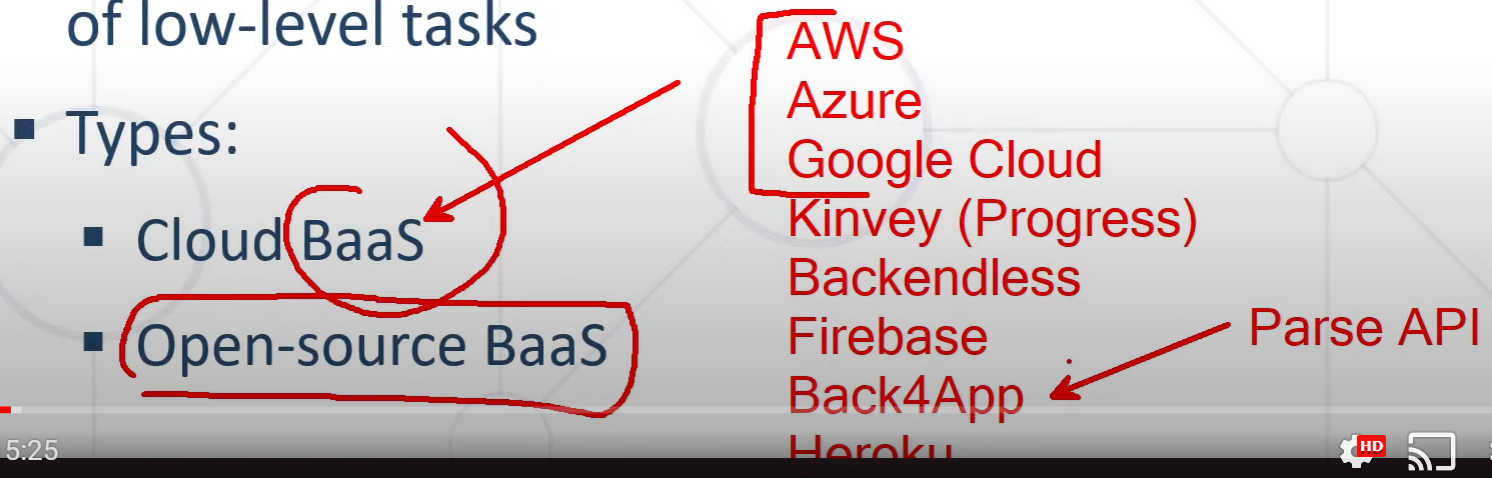 of low-level tasks
▪ Types:
▪ Cloud BaaS
▪ Open-source BaaS
AWS
Azure
Google Cloud
Kinvey (Progress)
Backendless
Firebase
Back4App
Heroku
Parse API
5:25
HD